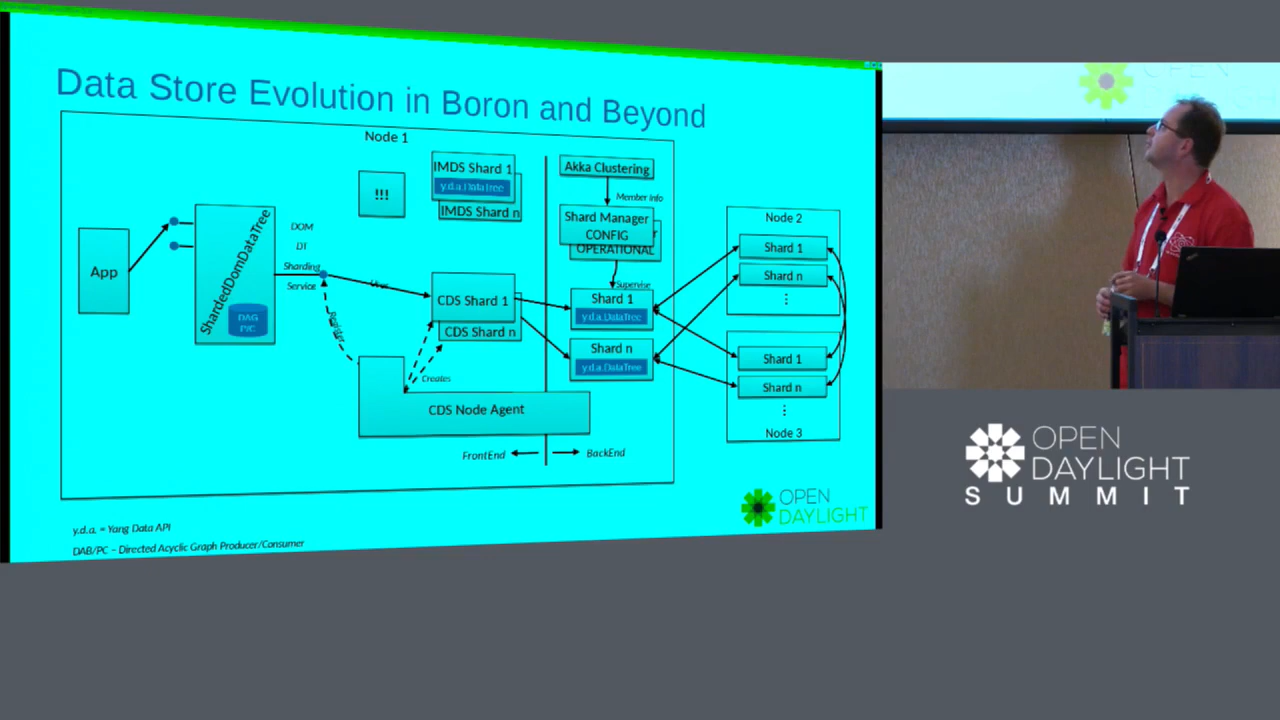 Data Store Evolution in Boron and Beyond
Node 1
!!!
IMDS Shard 1
y.d.a.DataTree
IMDS Shard n
Akka Clustering
Member Info
Shard Manager
CONFIG
OPERATIONAL
App
ShardedDomDataTree
DAG
P/C
DOM
DT
Sharding
Service
Uses
Register
CDS Shard 1
CDS Shard n
Creates
CDS Node Agent
Supervise
Shard 1
y.d.a.DataTree
Shard n
y.d.a.DataTree
FrontEnd
BackEnd
Node 2
Shard 1
Shard n
Shard 1
Shard n
Node 3
y.d.a. = Yang Data API
DAB/PC – Directed Acyclic Graph Producer/Consumer
OPEN
DAYLIGHT
OPEN
DAYLIGHT
SUMMIT